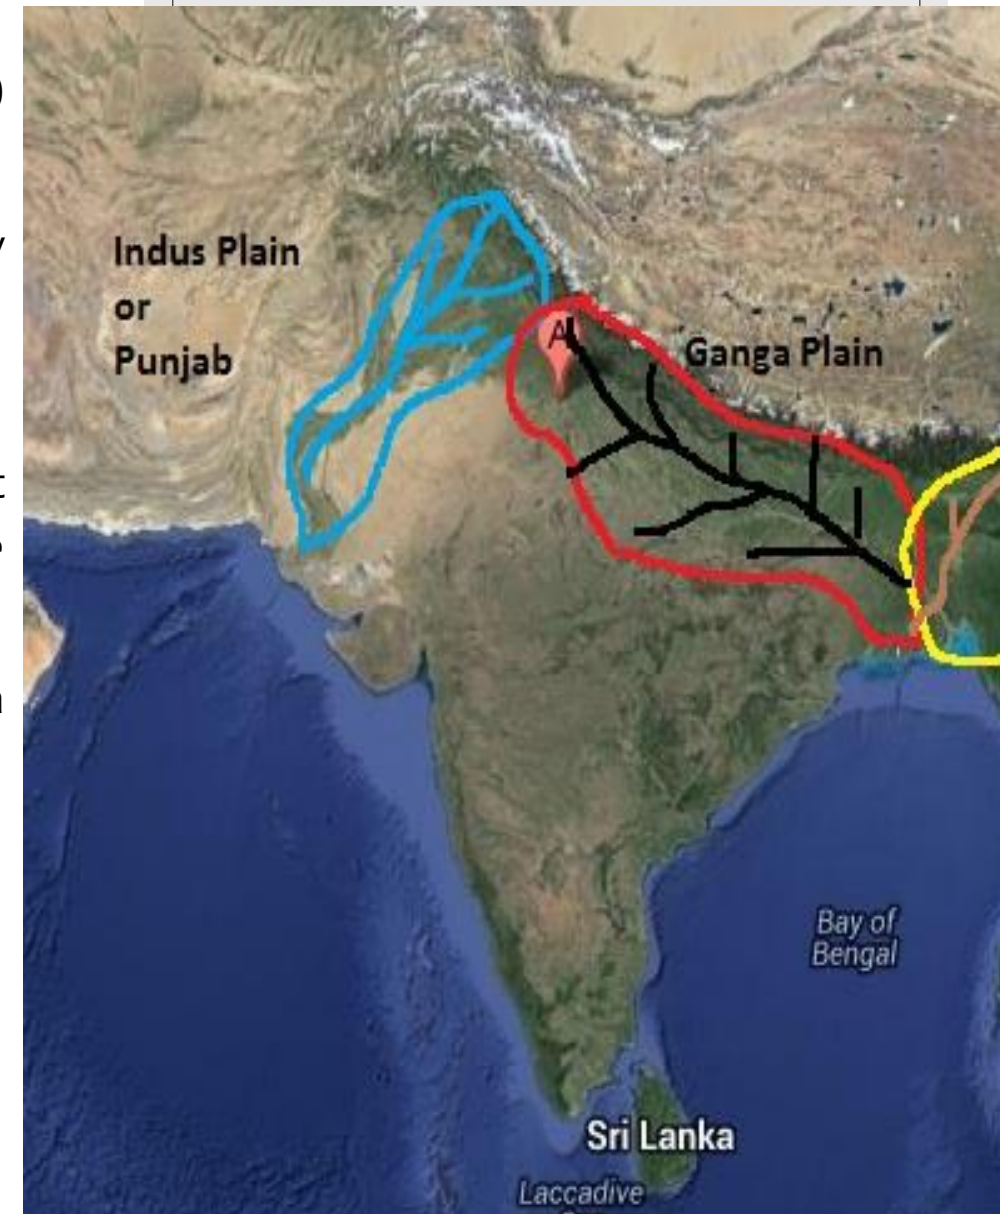 Indus Plain
or
Punjab
A
Ganga Plain
Bay of
Bengal
Sri Lanka
Laccadive